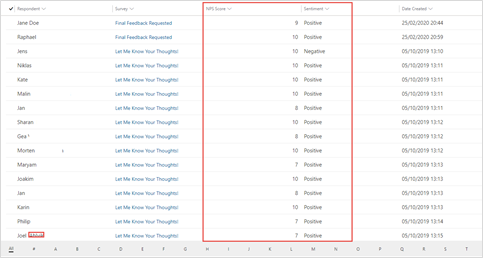 Respondent Survey NPS Score Sentiment Date Created
Jane Doe Final Feedback Requested 9 Positive 25/02/2020 20:44
Raphael Final Feedback Requested 10 Positive 25/02/2020 20:59
Jens Let Me Know Your Thoughts! 10 Negative 05/10/2019 13:10
Niklas Let Me Know Your Thoughts! 10 Positive 05/10/2019 13:11
Kate Let Me Know Your Thoughts! 10 Positive 05/10/2019 13:11
Malin Let Me Know Your Thoughts! 10 Positive 05/10/2019 13:11
Jan Let Me Know Your Thoughts! 8 Positive 05/10/2019 13:11
Sharan Let Me Know Your Thoughts! 10 Positive 05/10/2019 13:12
Gea Let Me Know Your Thoughts! 8 Positive 05/10/2019 13:12
Morten Let Me Know Your Thoughts! 10 Positive 05/10/2019 13:12
Maryam Let Me Know Your Thoughts! 7 Positive 05/10/2019 13:13
Joakim Let Me Know Your Thoughts! 10 Positive 05/10/2019 13:13
Jan Let Me Know Your Thoughts! 8 Positive 05/10/2019 13:13
Karin Let Me Know Your Thoughts! 10 Positive 05/10/2019 13:13
Philip Let Me Know Your Thoughts! 7 Positive 05/10/2019 13:14
Joel Let Me Know Your Thoughts! 7 Positive 05/10/2019 13:15
All # A B C D E F G H I J K L M N O P Q R S T